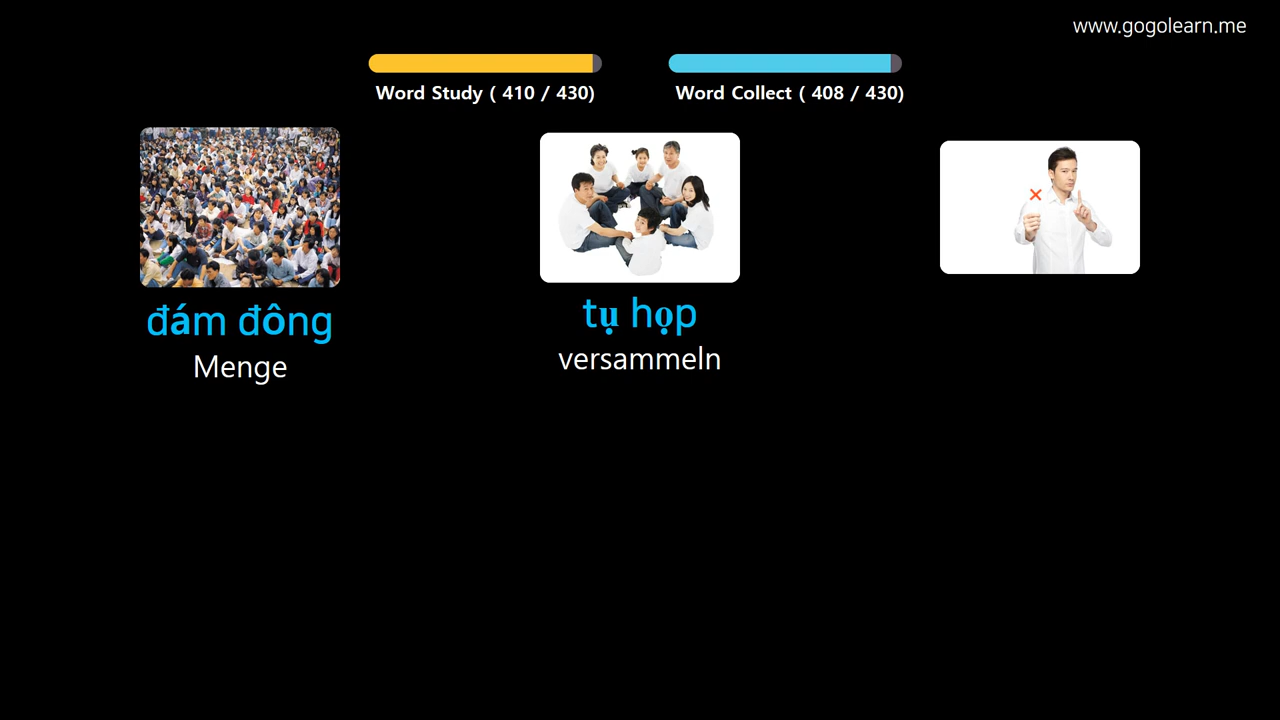 www.gogolearn.me
Word Study ( 410 / 430)
Word Collect ( 408 / 430)
đám đông
Menge
tụ họp
versammeln